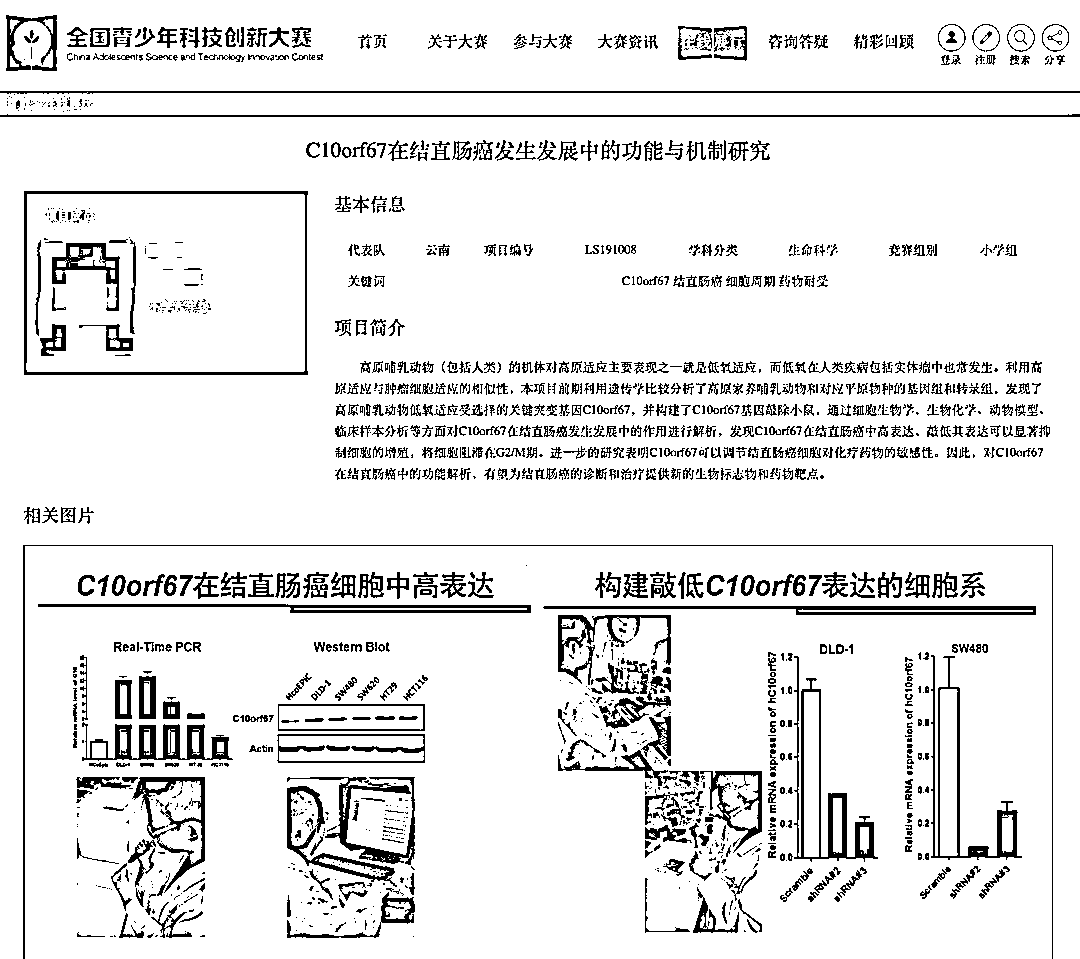 全国青少年科技创新大赛
China Adolescents Science and Technology Innovation Contest
首页 关于大赛 参与大赛 大赛资讯 在线展厅 咨询答疑 精彩回顾
登录 注册 搜索 分享
C10orf67在结直肠癌发生发展中的功能与机制研究
基本信息
代表队 云南 项目编号 LS191008 学科分类 生命科学 竞赛组别 小学组
关键词 C10orf67 结直肠癌 细胞周期 药物耐受
项目简介
高原哺乳动物（包括人类）的机体对高原适应主要表现之一就是低氧适应，而低氧在人类疾病包括实体瘤中也常发生。利用高
原适应与肿瘤细胞适应的相似性，本项目前期利用遗传学比较分析了高原家养哺乳动物和对应平原物种的基因组和转录组，发现了
高原哺乳动物低氧适应受选择的关键突变基因C10orf67，并构建了C10orf67基因敲除小鼠，通过细胞生物学、生物化学、动物模型、
临床样本分析等方面对C10orf67在结直肠癌发生发展中的作用进行解析，发现C10orf67在结直肠癌中高表达、敲低其表达可以显著抑
制细胞的增殖，将细胞阻滞在G2/M期。进一步的研究表明C10orf67可以调节结直肠癌细胞对化疗药物的敏感性。因此，对C10orf67
在结直肠癌中的功能解析、有望为结直肠癌的诊断和治疗提供新的生物标志物和药物靶点。
相关图片
C10orf67在结直肠癌细胞中高表达
Real-Time PCR
Western Blot
HcoEPIC DLD-1 SW480 SW620 HT29 HCT116
C10orf67
Actin
构建敲低C10orf67表达的细胞系
DLD-1
Relative mRNA expression of hC10orf67
1.2
1.0
0.8
0.6
0.4
0.2
0.0
Scramble shRNA#2 shRNA#3
SW480
Relative mRNA expression of hC10orf67
1.2
1.0
0.8
0.6
0.4
0.2
0.0
Scramble shRNA#2 shRNA#3